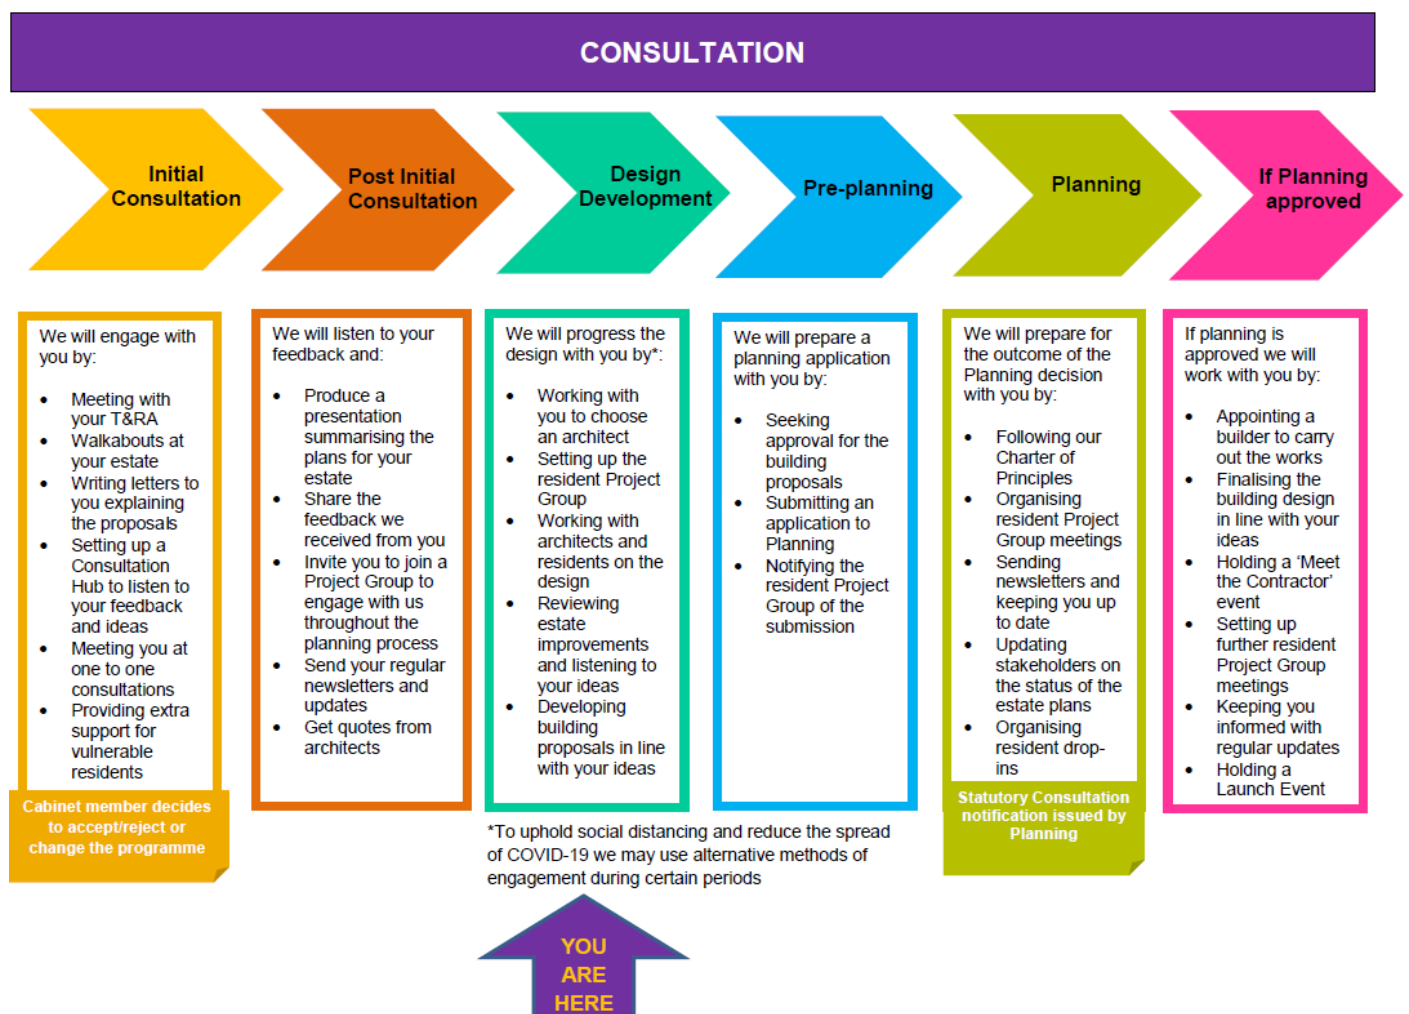 CONSULTATION
Initial
Consultation
Post Initial
Consultation
Design
Development
Pre-planning
Planning
If Planning
approved
We will engage with
you by:
• Meeting with
your T&RA
• Walkabouts at
your estate
• Writing letters to
you explaining
the proposals
• Setting up a
Consultation
Hub to listen to
your feedback
and ideas
• Meeting you at
one to one
consultations
• Providing extra
support for
vulnerable
residents
Cabinet member decides
to accept/reject or
change the programme
We will listen to your
feedback and:
• Produce a
presentation
summarising the
plans for your
estate
• Share the
feedback we
received from you
• Invite you to join a
Project Group to
engage with us
throughout the
planning process
• Send your regular
newsletters and
updates
• Get quotes from
architects
We will progress the
design with you by*:
• Working with
you to choose
an architect
• Setting up the
resident Project
Group
• Working with
architects and
residents on the
design
• Reviewing
estate
improvements
and listening to
your ideas
• Developing
building
proposals in line
with your ideas
We will prepare a
planning application
with you by:
• Seeking
approval for the
building
proposals
• Submitting an
application to
Planning
• Notifying the
resident Project
Group of the
submission
We will prepare for
the outcome of the
Planning decision
with you by:
• Following our
Charter of
Principles
• Organising
resident Project
Group meetings
• Sending
newsletters and
keeping you up
to date
• Updating
stakeholders on
the status of the
estate plans
• Organising
resident drop-
ins
Statutory Consultation
notification issued by
Planning
If planning is
approved we will
work with you by:
• Appointing a
builder to carry
out the works
• Finalising the
building design
in line with your
ideas
• Holding a ‘Meet
the Contractor’
event
• Setting up
further resident
Project Group
meetings
• Keeping you
informed with
regular updates
• Holding a
Launch Event
*To uphold social distancing and reduce the spread
of COVID-19 we may use alternative methods of
engagement during certain periods
YOU
ARE
HERE